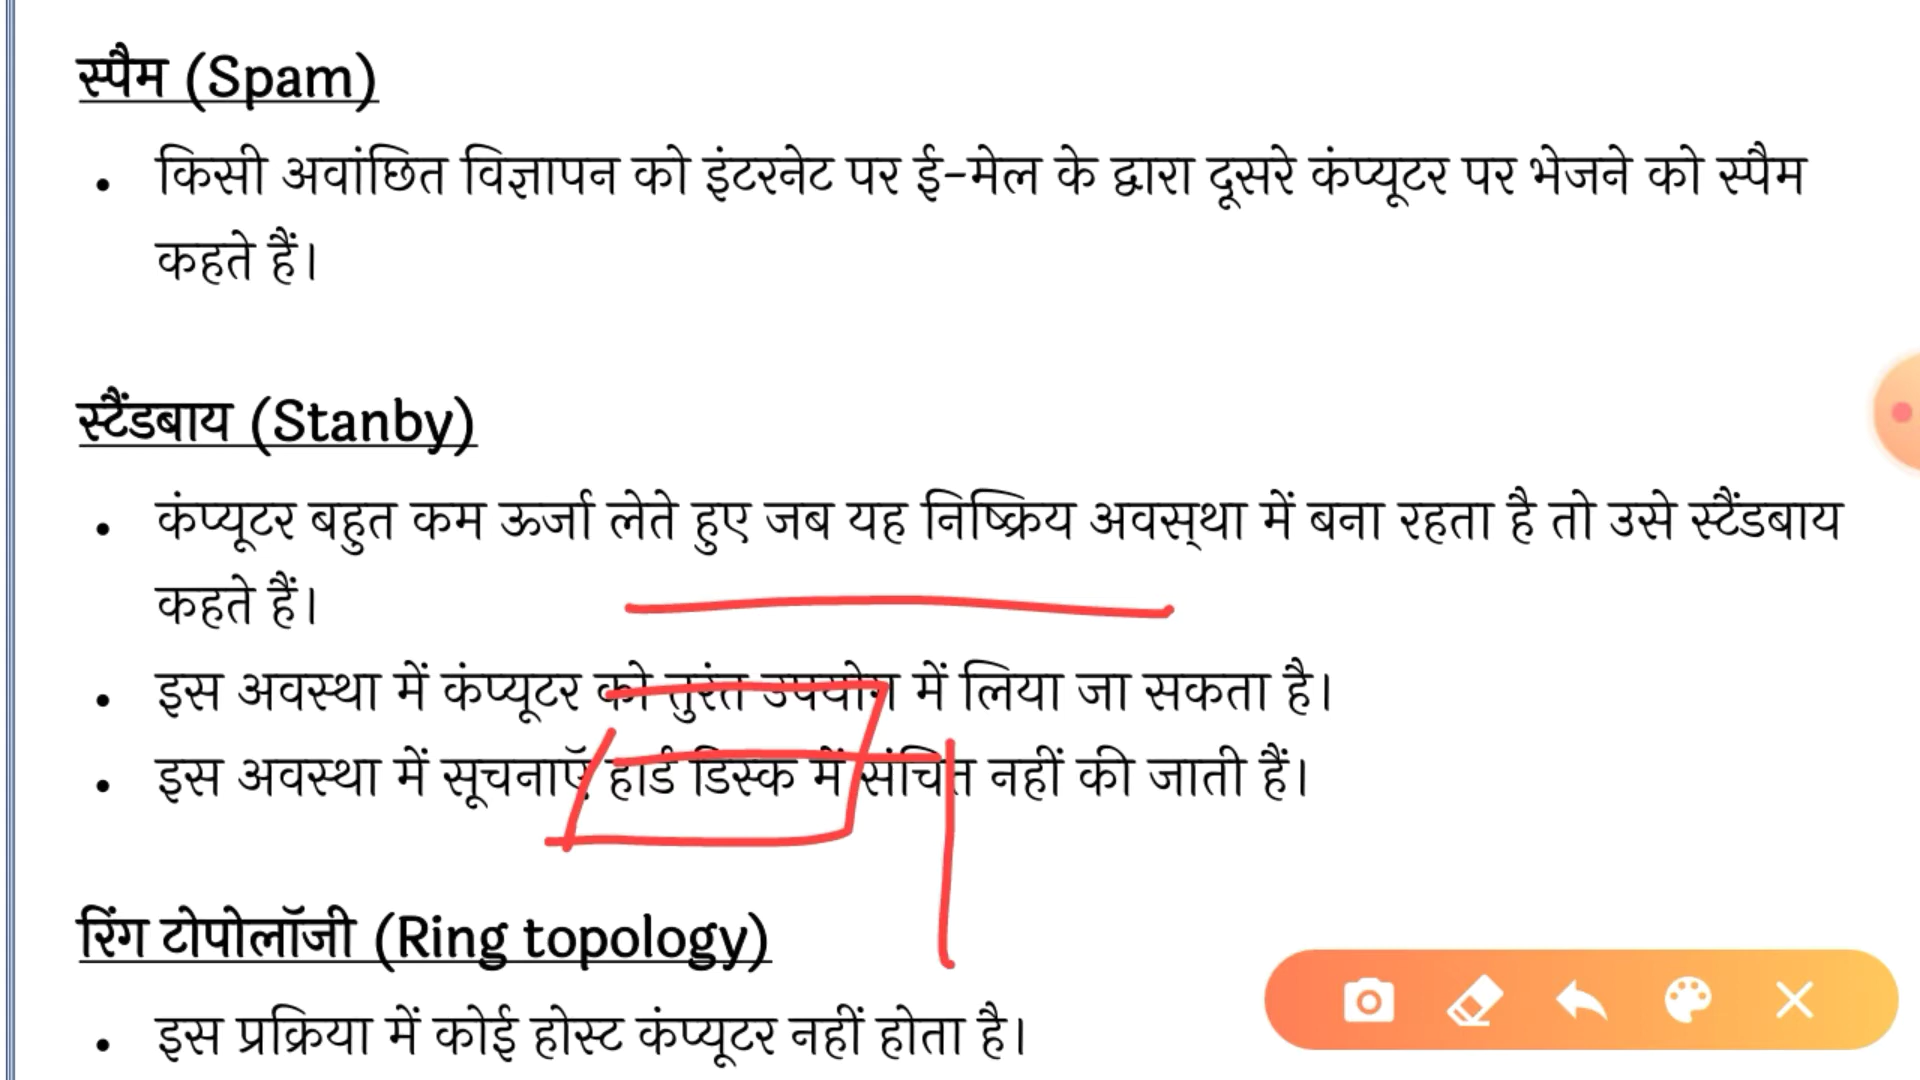 स्पैम (Spam)
• किसी अवांछित विज्ञापन को इंटरनेट पर ई-मेल के द्वारा दूसरे कंप्यूटर पर भेजने को स्पैम
कहते हैं।
स्टैंडबाय (Stanby)
• कंप्यूटर बहुत कम ऊर्जा लेते हुए जब यह निष्क्रिय अवस्‌था में बना रहता है तो उसे स्टैंडबाय
कहते हैं।
• इस अवस्था में कंप्यूटर को तुरंत उपयोग में लिया जा सकता है।
• इस अवस्था में सूचनाऍ हार्ड डिस्क में संचित नहीं की जाती हैं।
रिंग टोपोलॉजी (Ring topology)
• इस प्रक्रिया में कोई होस्ट कंप्यूटर नहीं होता है।